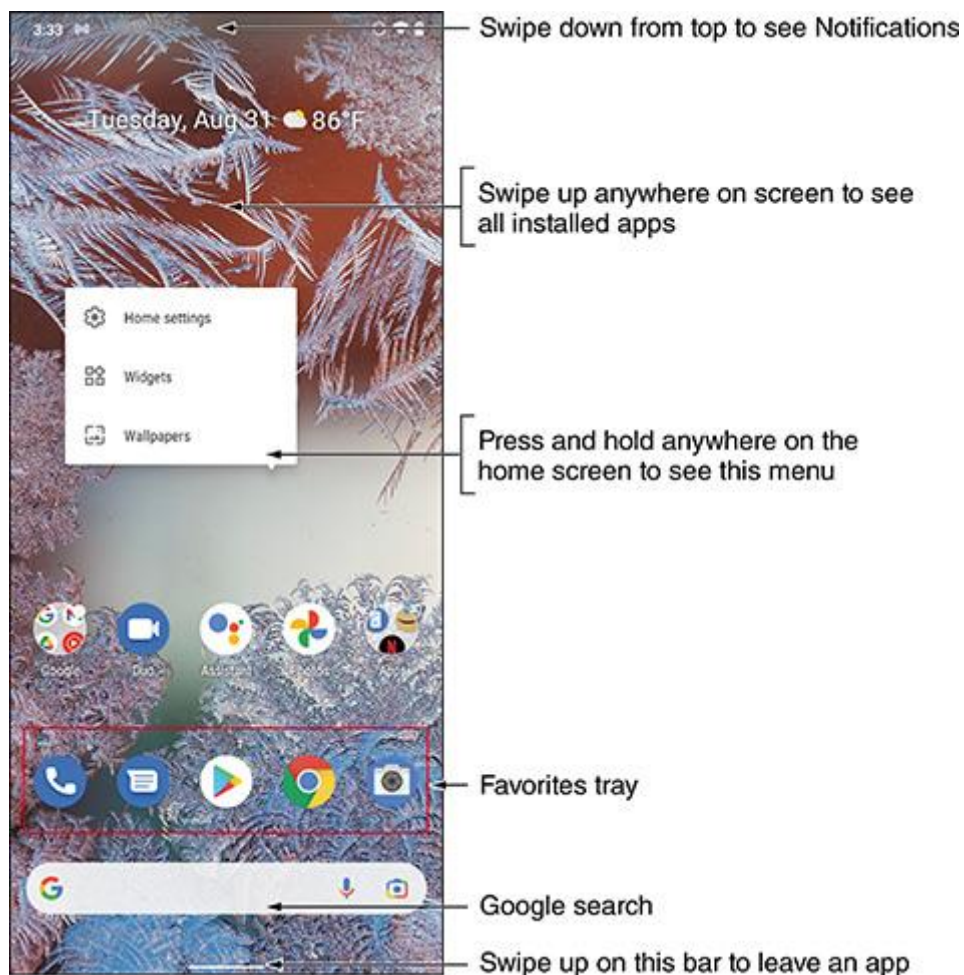 3:33
Swipe down from top to see Notifications
Tuesday, Aug 31 86°F
Swipe up anywhere on screen to see
all installed apps
Home settings
Widgets
Wallpapers
Press and hold anywhere on the
home screen to see this menu
Google Duo Assistant
Favorites tray
Google search
Swipe up on this bar to leave an app